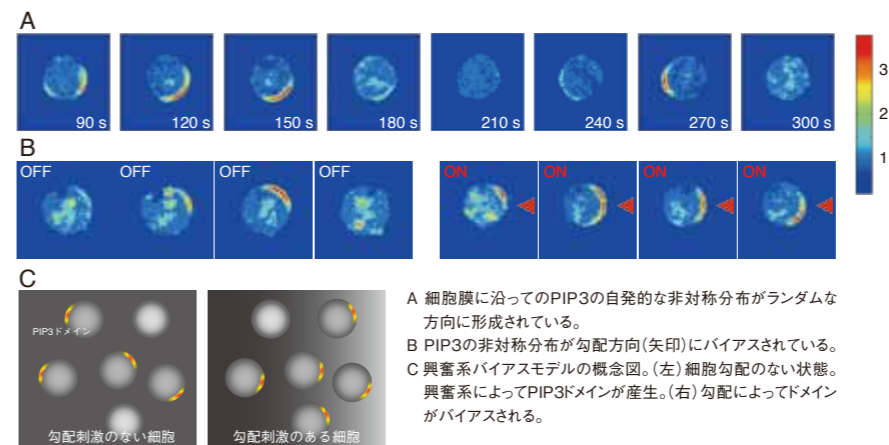 A
90 s 120 s 150 s 180 s 210 s 240 s 270 s 300 s
3
2
1
B
OFF OFF OFF OFF ON ON ON ON
C
PIP3ドメイン
勾配刺激のない細胞 勾配刺激のある細胞
A 細胞膜に沿ってのPIP3の自発的な非対称分布がランダムな
方向に形成されている。
B PIP3の非対称分布が勾配方向(矢印)にバイアスされている。
C 興奮系バイアスモデルの概念図。(左)細胞勾配のない状態。
興奮系によってPIP3ドメインが産生。(右)勾配によってドメイン
がバイアスされる。